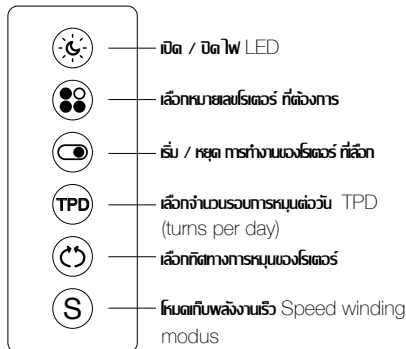 เปิด / ปิด ไฟ LED
เลือกหมายเลขโรเตอร์ ที่ต้องการ
เริ่ม / หยุด การทำงานของโรเตอร์ ที่เลือก
TPD
เลือกจำนวนรอบการหมุนต่อวัน TPD
(turns per day)
เลือกทิศทางการหมุนของโรเตอร์
S
โหมดเก็บพลังงานเร็ว Speed winding
modus